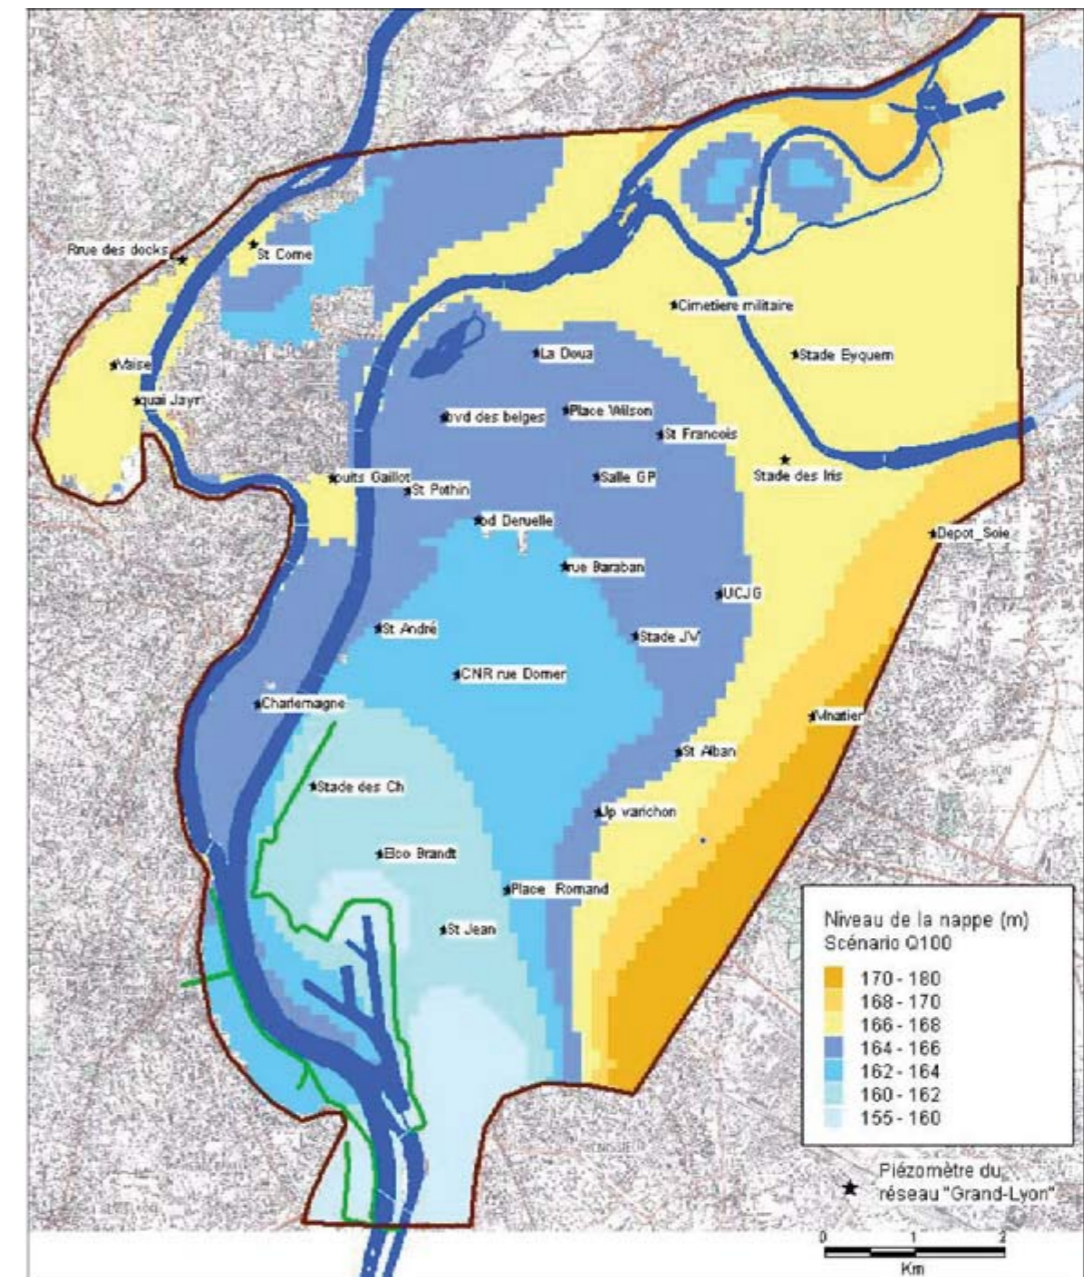 Rrue des docks
St Come
Cimetiere militaire
La Doua
Stade Eyquem
Vaise
quai Jayr
bvd des belges
Place Wilson
St Francois
puits Gaillot
St Pothin
Salle GP
Stade des Iris
bd Deruelle
Depot_Soie
rue Baraban
UCJG
St André
Stade JV
CNR rue Domer
Charlemagne
Mnatier
St Alban
Stade des Ch
Up varichon
Elco Brandt
Place Romand
St Jean
Niveau de la nappe (m)
Scénario Q100
170 - 180
168 - 170
166 - 168
164 - 166
162 - 164
160 - 162
155 - 160
Piézomètre du
réseau "Grand-Lyon"
0 1 2
Km